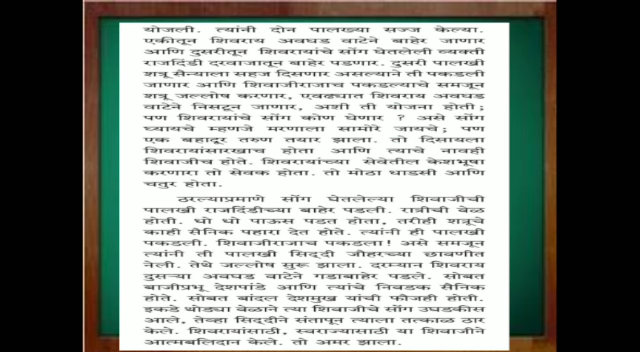 योजली. त्यांनी दोन पालख्या सज्ज केल्या.
एकीतून शिवराय अवघड वाटेने बाहेर जाणार
आणि दुसरीतून शिवरायांचे सोंग घेतलेली व्यक्ती
राजदिंडी दरवाजातून बाहेर पडणार. दुसरी पालखी
शत्रू सैन्याला सहज दिसणार असल्याने ती पकडली
जाणार आणि शिवाजीराजाच पकडल्याचे समजून
शत्रू जल्लोष करणार, एवढ्यात शिवराय अवघड
वाटेने निसटून जाणार, अशी ती योजना होती;
पण शिवरायांचे सोंग कोण घेणार ? असे सोंग
घ्यायचे म्हणजे मरणाला सामोरे जायचे; पण
एक बहादूर तरुण तयार झाला. तो दिसायला
शिवरायांसारखाच होता आणि त्याचे नावही
शिवाजीच होते. शिवरायांच्या सेवेतील केशभूषा
करणारा तो सेवक होता. तो मोठा धाडसी आणि
चतुर होता.
ठरल्याप्रमाणे सोंग घेतलेल्या शिवाजीची
पालखी राजदिंडीच्या बाहेर पडली. रात्रीची वेळ
होती. धो धो पाऊस पडत होता, तरीही शत्रूचे
काही सैनिक पहारा देत होते. त्यांनी ही पालखी
पकडली. शिवाजीराजाच पकडला! असे समजून
त्यांनी ती पालखी सिद्दी जौहरच्या छावणीत
नेली. तेथे जल्लोष सुरू झाला. दरम्यान शिवराय
दुसऱ्या अवघड वाटेने गडाबाहेर पडले. सोबत
बाजीप्रभू देशपांडे आणि त्यांचे निवडक सैनिक
होते. सोबत बांदल देशमुख यांची फौजही होती.
इकडे थोड्या वेळाने त्या शिवाजीचे सोंग उघडकीस
आले, तेव्हा सिद्दीने संतापून त्याला तत्काळ ठार
केले. शिवरायांसाठी, स्वराज्यासाठी या शिवाजीने
आत्मबलिदान केले. तो अमर झाला.